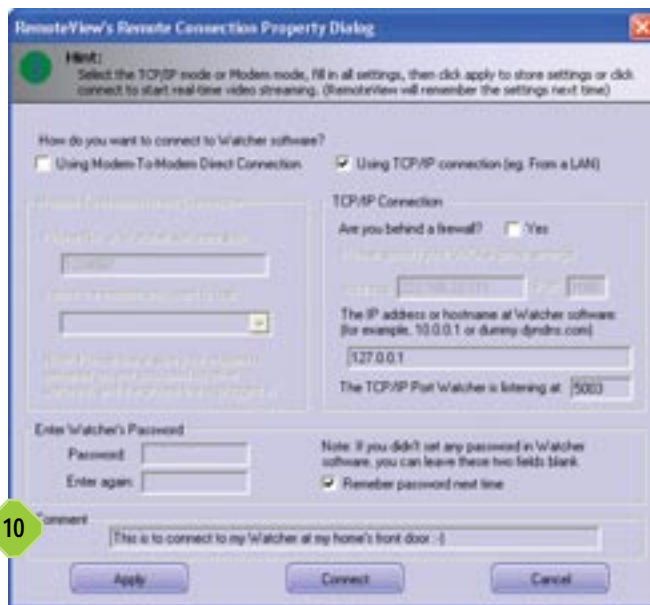 RemoteView's Remote Connection Property Dialog
Hint:
Select the TCP/IP mode or Modem mode, fill in all settings, then click apply to store settings or click
connect to start real-time video streaming. (RemoteView will remember the settings next time)
How do you want to connect to Watcher software?
Using Modem-To-Modem Direct Connection
Using TCP/IP connection (eg. From a LAN)
TCP/IP Connection
Are you behind a firewall? Yes
The IP address or hostname at Watcher software
(for example, 10.0.0.1 or dummy.dyndns.com)
127.0.0.1
The TCP/IP Port Watcher is listening at: 5003
Enter Watcher's Password
Password:
Enter again:
Note: If you didn't set any password in Watcher
software, you can leave these two fields blank
Remeber password next time
10
Comment
This is to connect to my Watcher at my home's front door :-)
Apply
Connect
Cancel